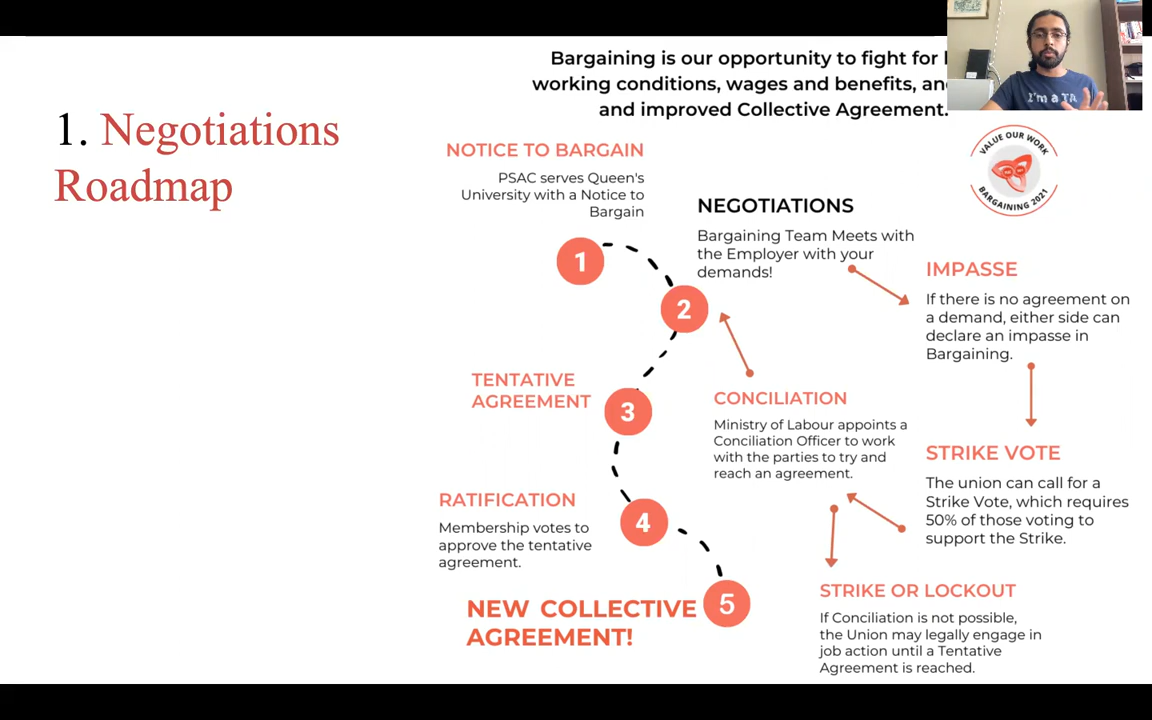 1. Negotiations
Roadmap
Bargaining is our opportunity to fight for
working conditions, wages and benefits,
and improved Collective Agreement.
I'm a TA
VALUE OUR WORK
BARGAINING 2021
NOTICE TO BARGAIN
PSAC serves Queen's
University with a Notice to
Bargain
1
NEGOTIATIONS
Bargaining Team Meets with
the Employer with your
demands!
2
IMPASSE
If there is no agreement on
a demand, either side can
declare an impasse in
Bargaining.
TENTATIVE
AGREEMENT
3
CONCILIATION
Ministry of Labour appoints a
Conciliation Officer to work
with the parties to try and
reach an agreement.
STRIKE VOTE
The union can call for a
Strike Vote, which requires
50% of those voting to
support the Strike.
RATIFICATION
Membership votes to
approve the tentative
agreement.
4
STRIKE OR LOCKOUT
If Conciliation is not possible,
the Union may legally engage in
job action until a Tentative
Agreement is reached.
NEW COLLECTIVE
AGREEMENT!
5